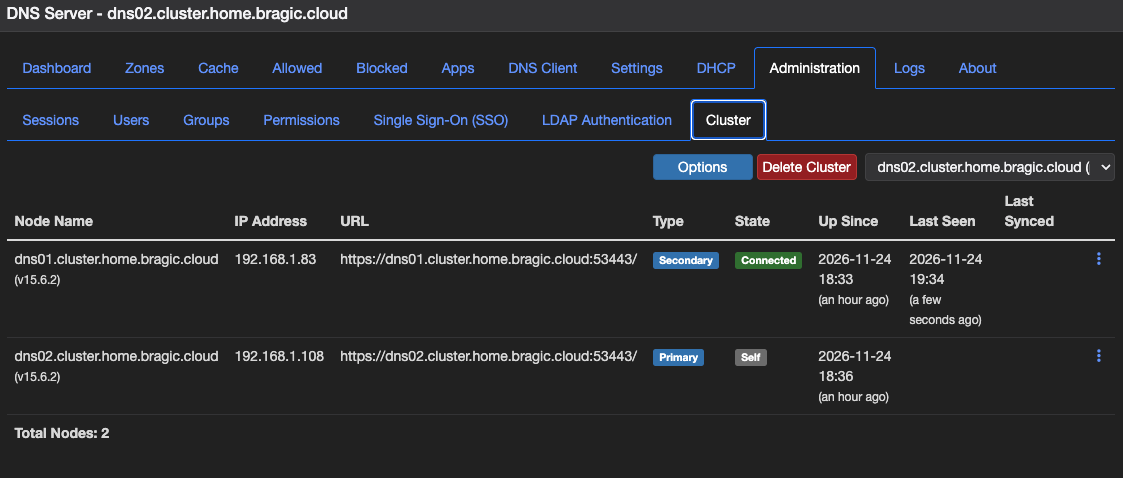 DNS Server - dns02.cluster.home.bragic.cloud
Dashboard Zones Cache Allowed Blocked Apps DNS Client Settings DHCP Administration Logs About
Sessions Users Groups Permissions Single Sign-On (SSO) LDAP Authentication Cluster
Options Delete Cluster dns02.cluster.home.bragic.cloud (
Node Name IP Address URL Type State Up Since Last Seen Last Synced
dns01.cluster.home.bragic.cloud 192.168.1.83 https://dns01.cluster.home.bragic.cloud:53443/ Secondary Connected 2026-11-24 2026-11-24
(v15.6.2) 18:33 19:34
(an hour ago) (a few
seconds ago)
dns02.cluster.home.bragic.cloud 192.168.1.108 https://dns02.cluster.home.bragic.cloud:53443/ Primary Self 2026-11-24
(v15.6.2) 18:36
(an hour ago)
Total Nodes: 2